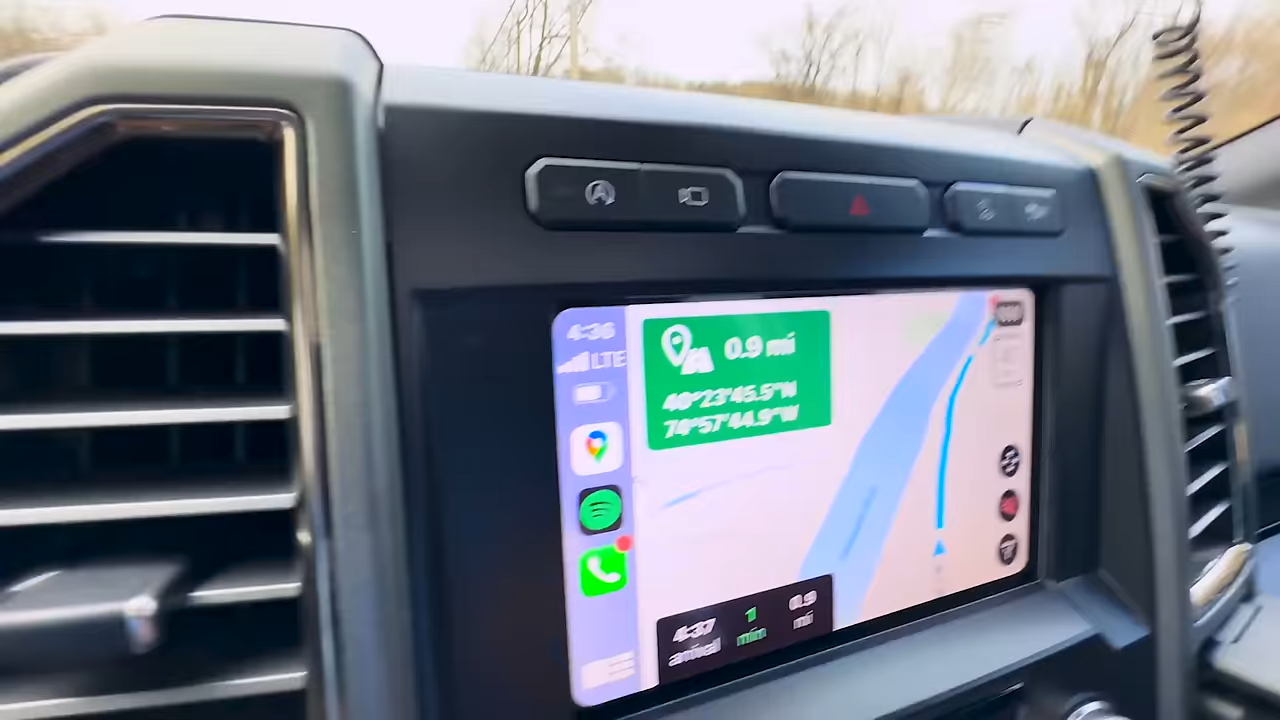 4:36
LTE
0.9 mi
40°23'45.5"N
74°57'44.9"W
4:37
arrival
1
min
0.9
mi